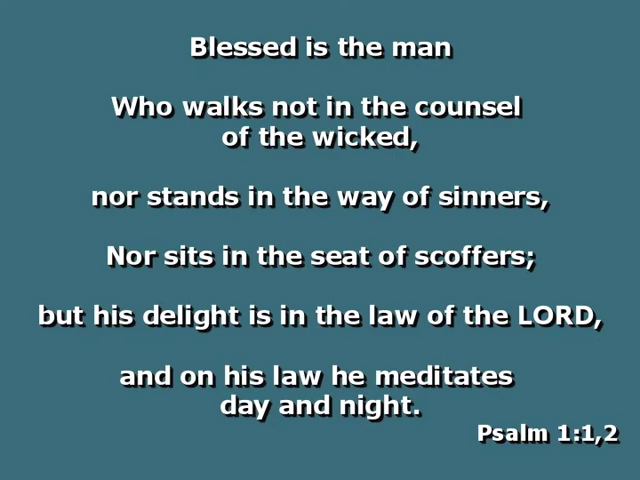 Blessed is the man
Who walks not in the counsel
of the wicked,
nor stands in the way of sinners,
Nor sits in the seat of scoffers;
but his delight is in the law of the LORD,
and on his law he meditates
day and night.
Psalm 1:1,2